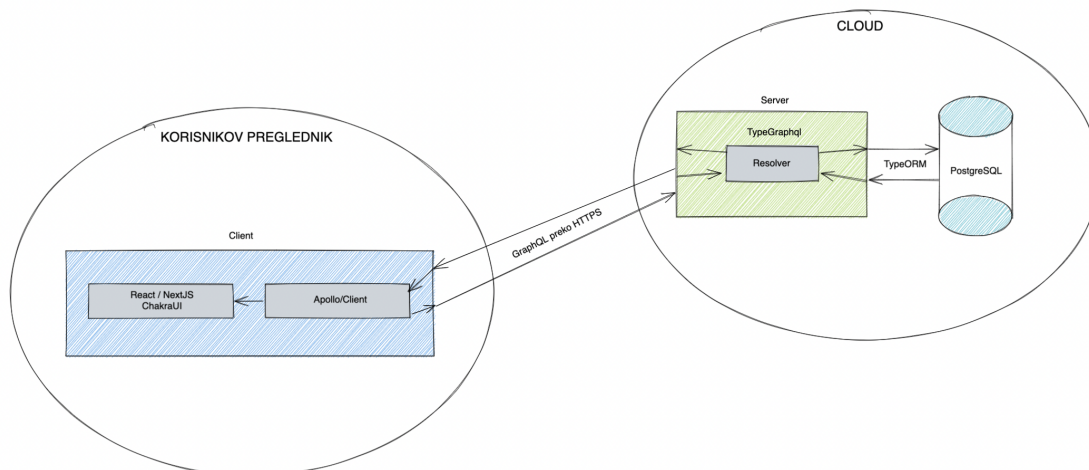 CLOUD
Server
TypeGraphql
Resolver
TypeORM
PostgreSQL
KORISNIKOV PREGLEDNIK
GraphQL preko HTTPS
Client
React / NextJS
ChakraUI
Apollo/Client